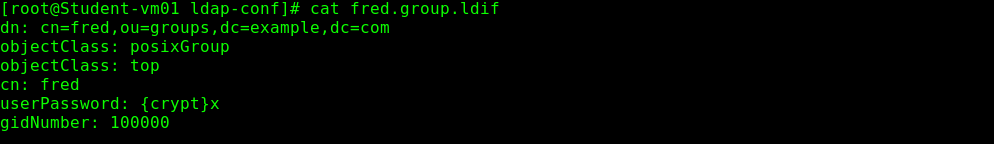 [root@Student-vm01 ldap-conf]# cat fred.group.ldif
dn: cn=fred,ou=groups,dc=example,dc=com
objectClass: posixGroup
objectClass: top
cn: fred
userPassword: {crypt}x
gidNumber: 100000